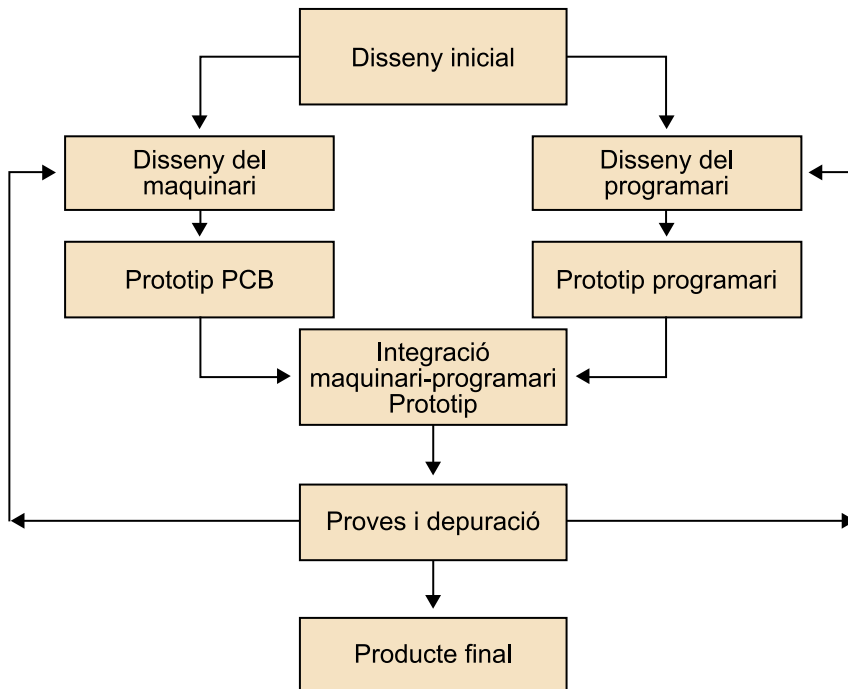 Disseny inicial
Disseny del
maquinari
Disseny del
programari
Prototip PCB
Prototip programari
Integració
maquinari-programari
Prototip
Proves i depuració
Producte final